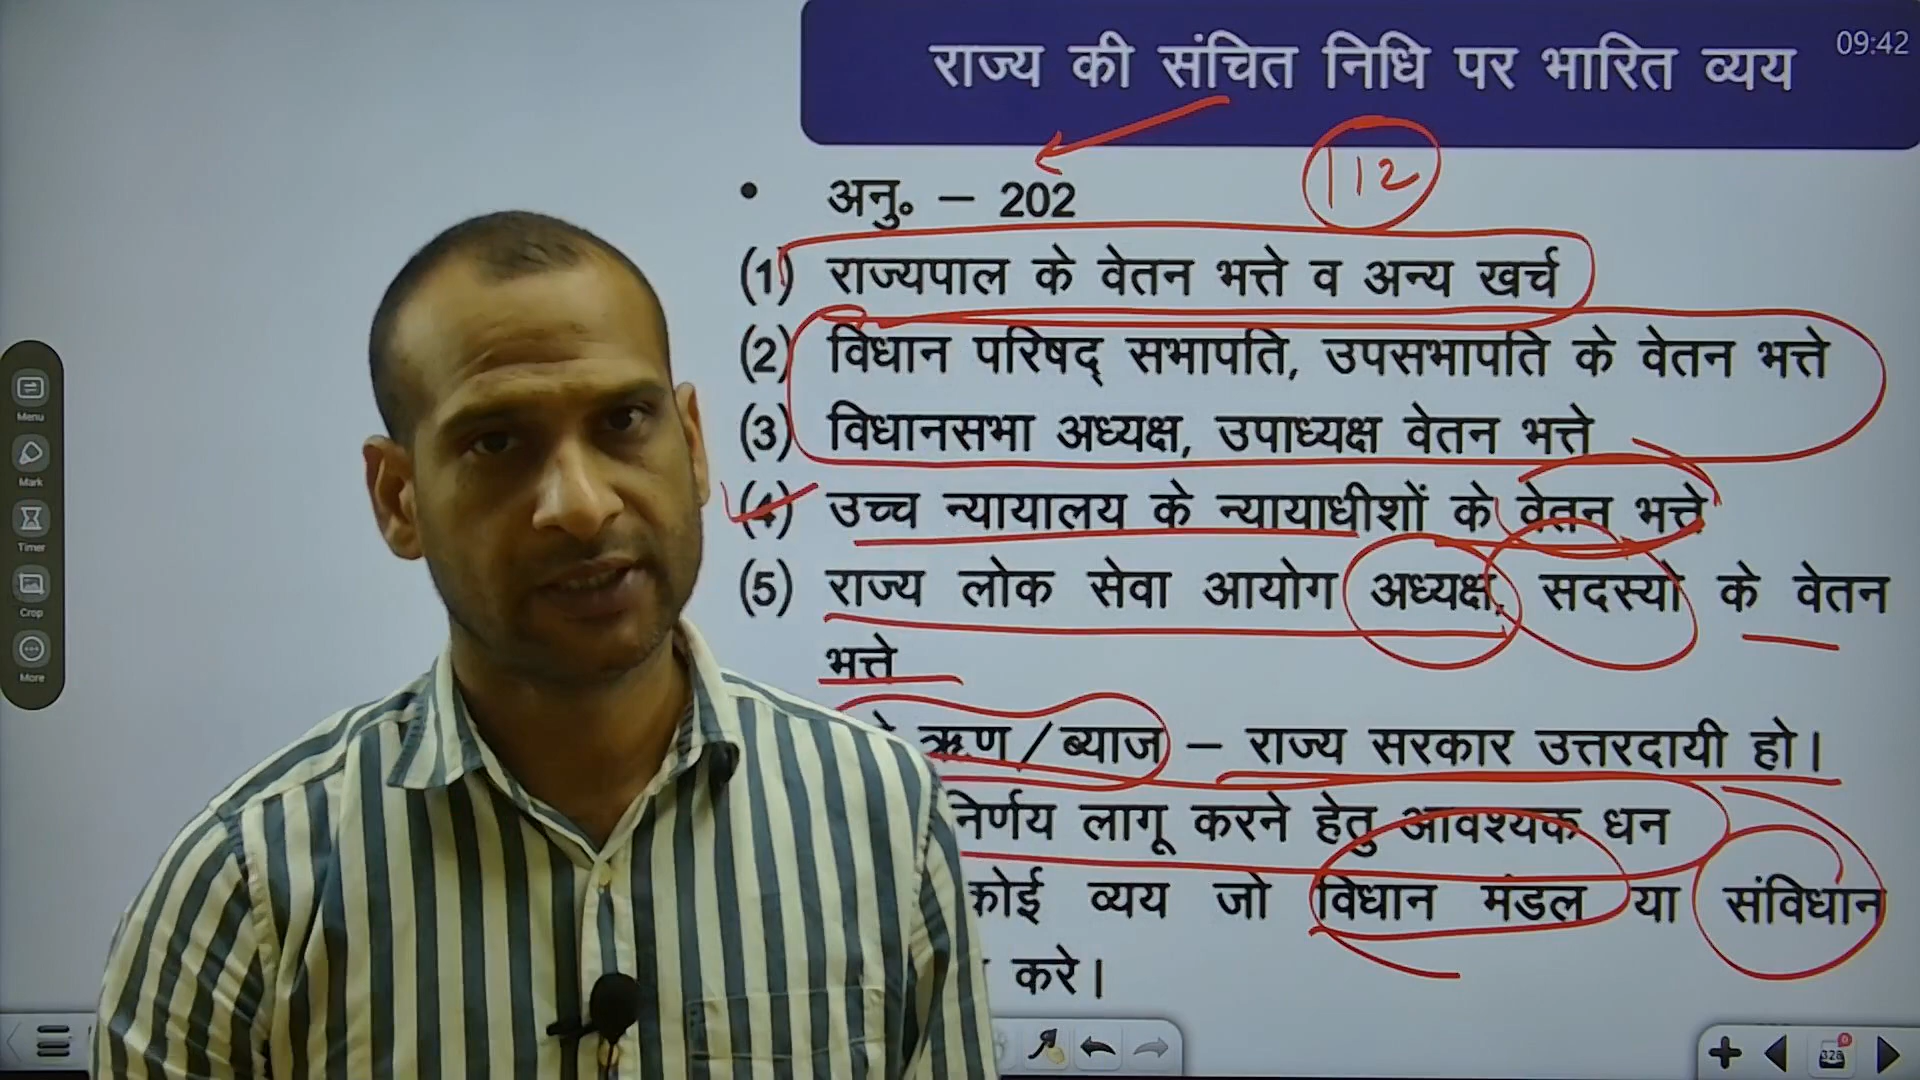 राज्य की संचित निधि पर भारित व्यय
09:42
112
• अनु॰ – 202
(1) राज्यपाल के वेतन भत्ते व अन्य खर्च
(2) विधान परिषद् सभापति, उपसभापति के वेतन भत्ते
(3) विधानसभा अध्यक्ष, उपाध्यक्ष वेतन भत्ते
(4) उच्च न्यायालय के न्यायाधीशों के वेतन भत्ते
(5) राज्य लोक सेवा आयोग अध्यक्ष, सदस्यो के वेतन
भत्ते
ऋण/ब्याज – राज्य सरकार उत्तरदायी हो।
निर्णय लागू करने हेतु आवश्यक धन
कोई व्यय जो विधान मंडल या संविधान
करे।
Menu
Mark
Timer
Crop
More
328